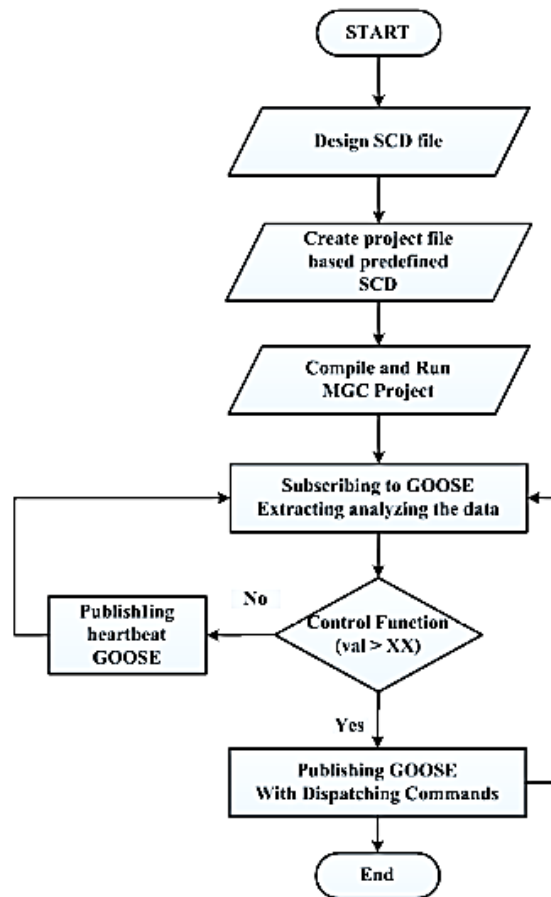 START
Design SCD file
Create project file
based predefined
SCD
Compile and Run
MGC Project
Subscribing to GOOSE
Extracting analyzing the data
No
Publish1ing
heartbeat
GOOSE
Control Function
(val > XX)
Yes
Publishing GOOSE
With Dispatching Commands
End